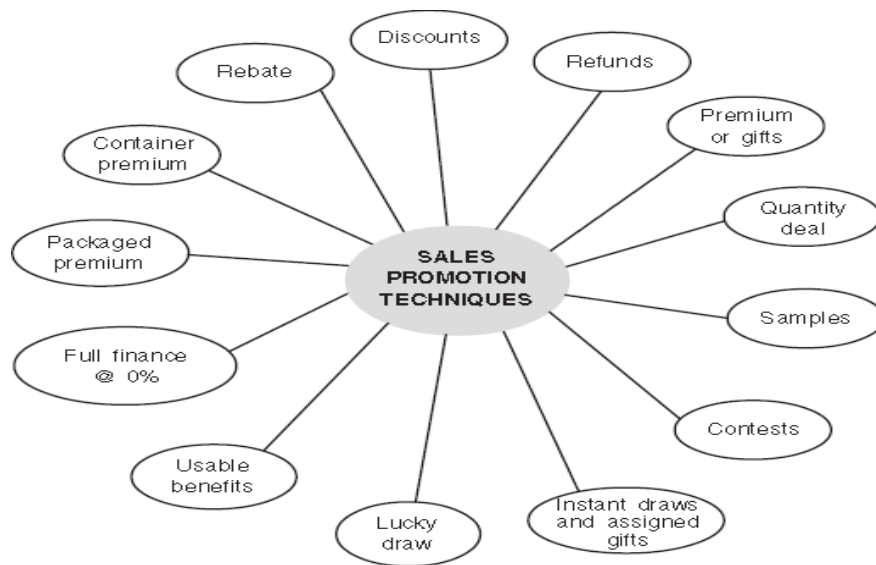 Discounts
Rebate
Refunds
Premium
or gifts
Container
premium
Quantity
deal
Packaged
premium
SALES
PROMOTION
TECHNIQUES
Samples
Full finance
@ 0%
Contests
Usable
benefits
Instant draws
and assigned
gifts
Lucky
draw